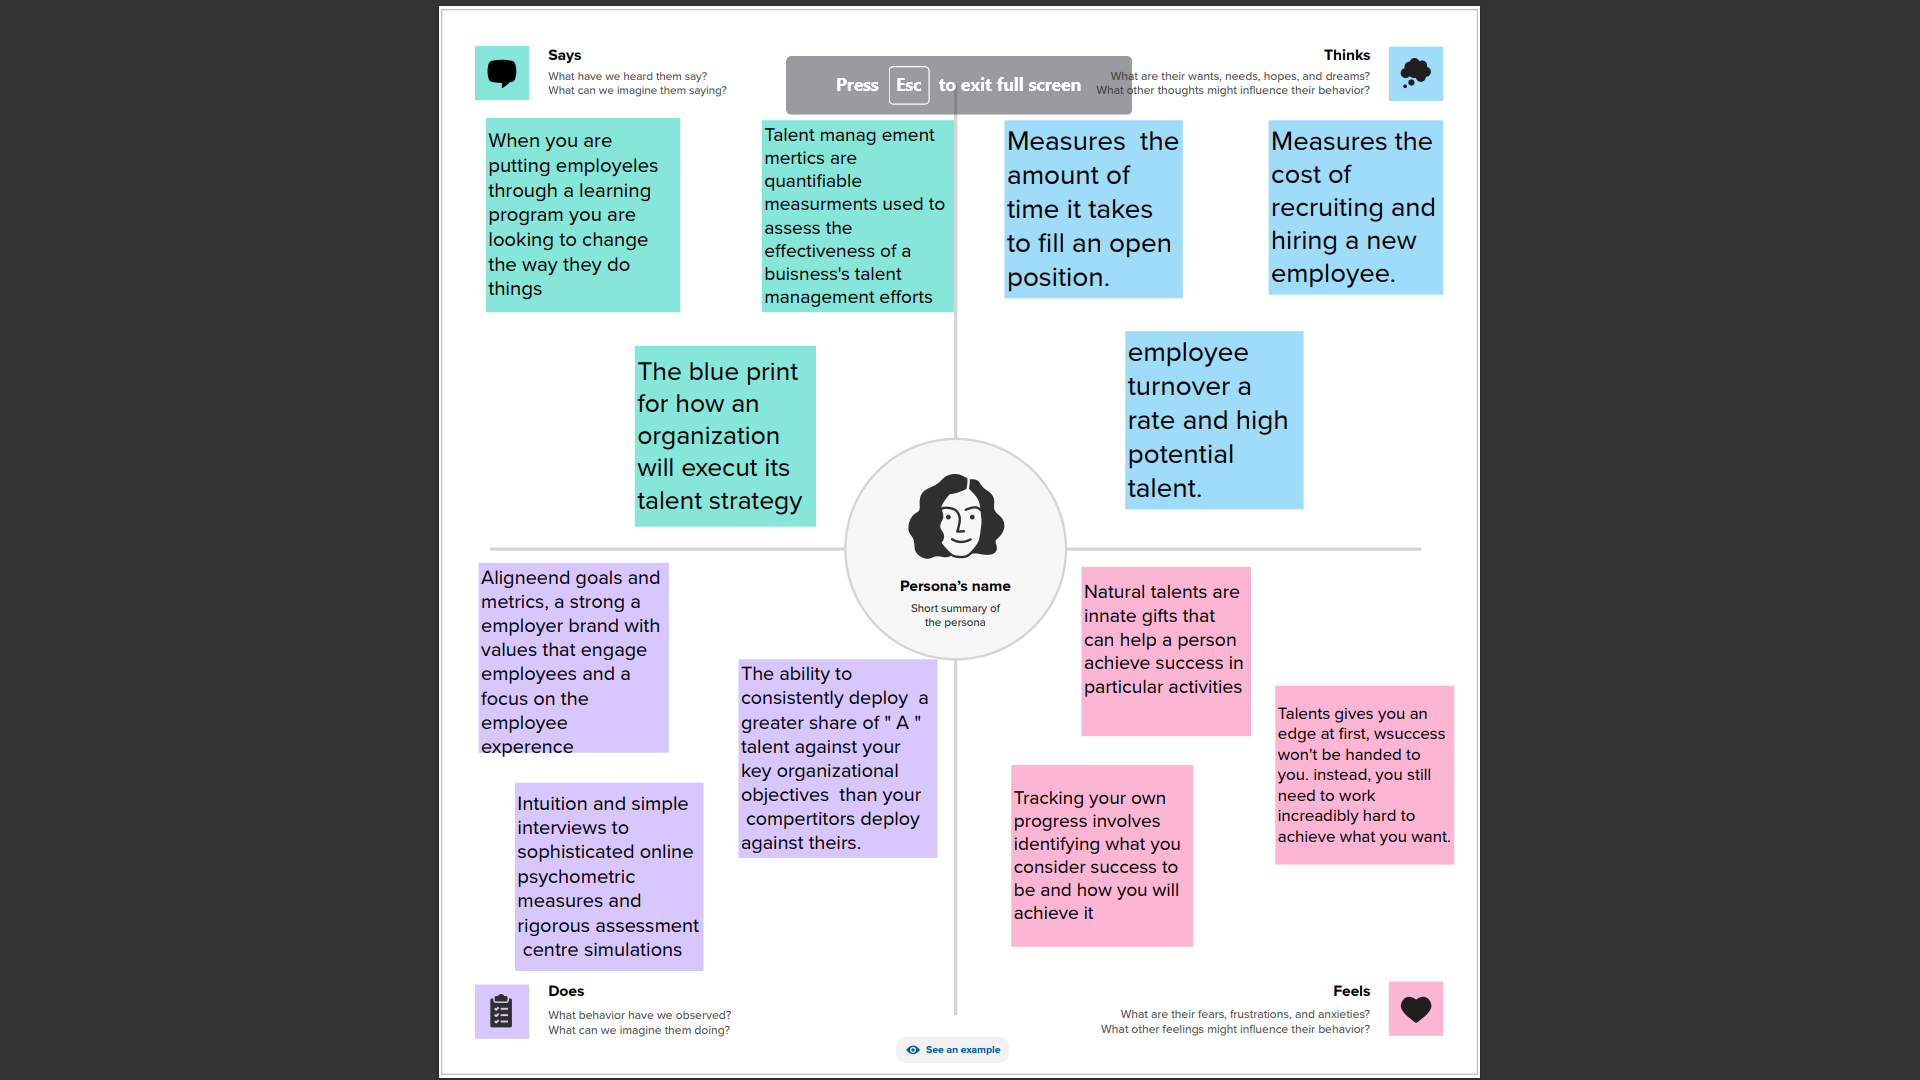 Says
What have we heard them say?
What can we imagine them saying?
Press Esc to exit full screen
Thinks
What are their wants, needs, hopes, and dreams?
What other thoughts might influence their behavior?
When you are
putting employeles
through a learning
program you are
looking to change
the way they do
things
Talent manag ement
mertics are
quantifiable
measurments used to
assess the
effectiveness of a
buisness's talent
management efforts
Measures  the
amount of
time it takes
to fill an open
position.
Measures the
cost of
recruiting and
hiring a new
employee.
The blue print
for how an
organization
will execut its
talent strategy
employee
turnover a
rate and high
potential
talent.
Persona's name
Short summary of
the persona
Aligneend goals and
metrics, a strong a
employer brand with
values that engage
employees and a
focus on the
employee
experence
The ability to
consistently deploy  a
greater share of " A "
talent against your
key organizational
objectives  than your
compertitors deploy
against theirs.
Intuition and simple
interviews to
sophisticated online
psychometric
measures and
rigorous assessment
centre simulations
Natural talents are
innate gifts that
can help a person
achieve success in
particular activities
Talents gives you an
edge at first, wsuccess
won't be handed to
you. instead, you still
need to work
increadibly hard to
achieve what you want.
Tracking your own
progress involves
identifying what you
consider success to
be and how you will
achieve it
Does
What behavior have we observed?
What can we imagine them doing?
Feels
What are their fears, frustrations, and anxieties?
What other feelings might influence their behavior?
See an example